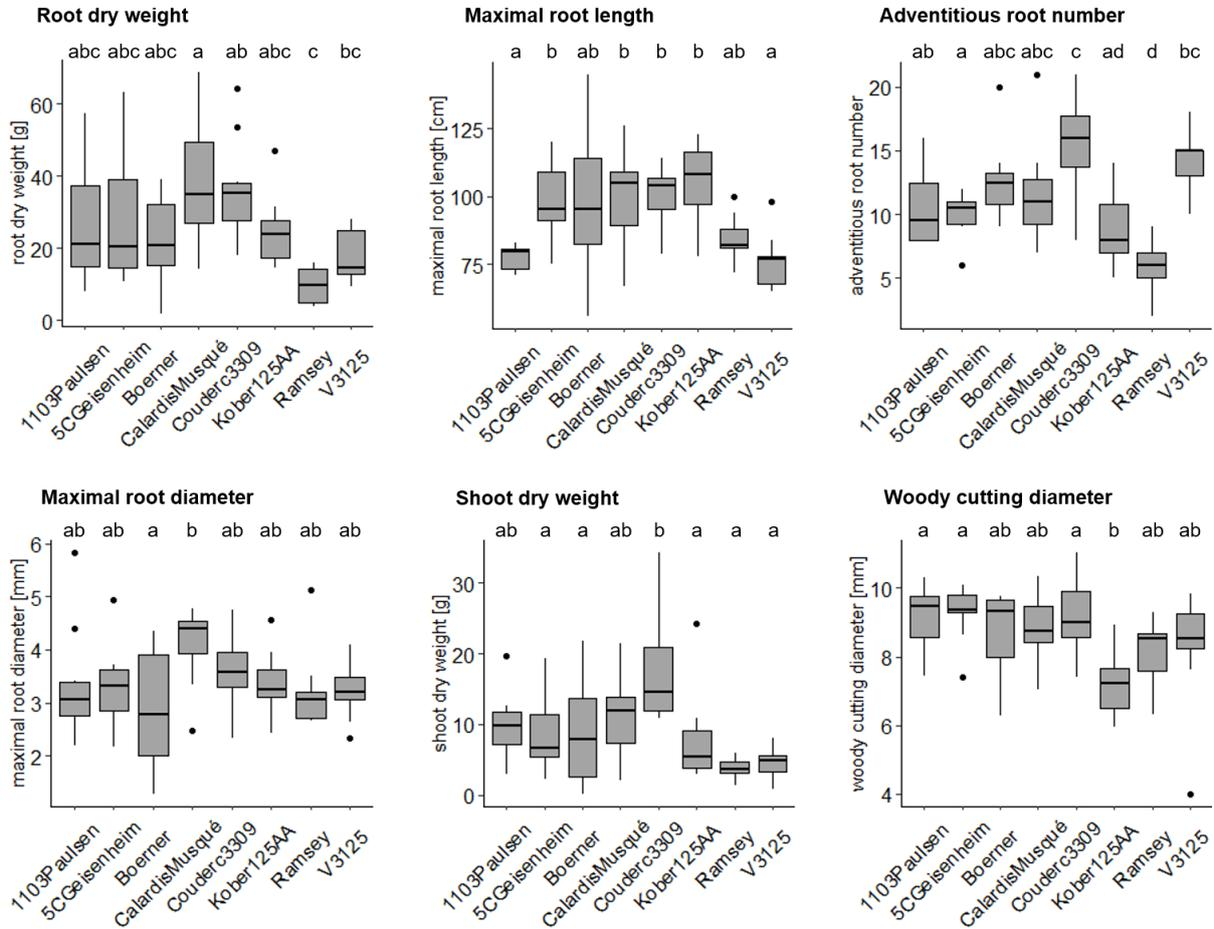 Root dry weight
abc abc abc a ab abc c bc
root dry weight [g]
60
40
20
0
1103Paulsen
5CGeisenheim
Boerner
CalardisMusqué
Couderc3309
Kober125AA
Ramsey
V3125
Maximal root length
a b ab b b b ab a
maximal root length [cm]
125
100
75
1103Paulsen
5CGeisenheim
Boerner
CalardisMusqué
Couderc3309
Kober125AA
Ramsey
V3125
Adventitious root number
ab a abc abc c ad d bc
adventitious root number
20
15
10
5
1103Paulsen
5CGeisenheim
Boerner
CalardisMusqué
Couderc3309
Kober125AA
Ramsey
V3125
Maximal root diameter
ab ab a b ab ab ab ab
maximal root diameter [mm]
6
5
4
3
2
1103Paulsen
5CGeisenheim
Boerner
CalardisMusqué
Couderc3309
Kober125AA
Ramsey
V3125
Shoot dry weight
ab a a ab b a a a
shoot dry weight [g]
30
20
10
0
1103Paulsen
5CGeisenheim
Boerner
CalardisMusqué
Couderc3309
Kober125AA
Ramsey
V3125
Woody cutting diameter
a a ab ab a b ab ab
woody cutting diameter [mm]
10
8
6
4
1103Paulsen
5CGeisenheim
Boerner
CalardisMusqué
Couderc3309
Kober125AA
Ramsey
V3125